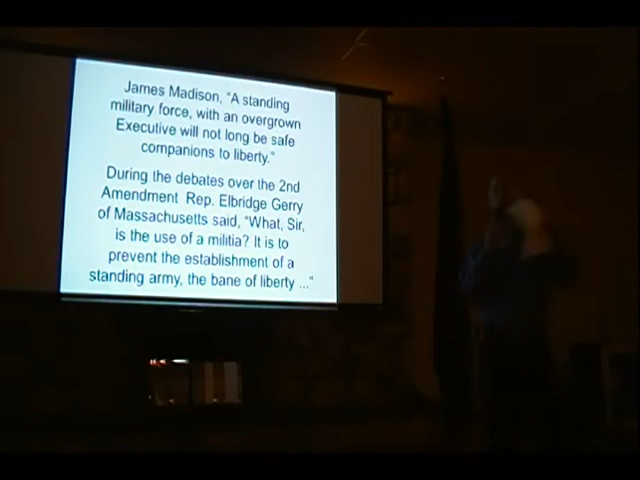 James Madison, "A standing
military force, with an overgrown
Executive will not long be safe
companions to liberty."
During the debates over the 2nd
Amendment Rep. Elbridge Gerry
of Massachusetts said, "What, Sir,
is the use of a militia? It is to
prevent the establishment of a
standing army, the bane of liberty ..."